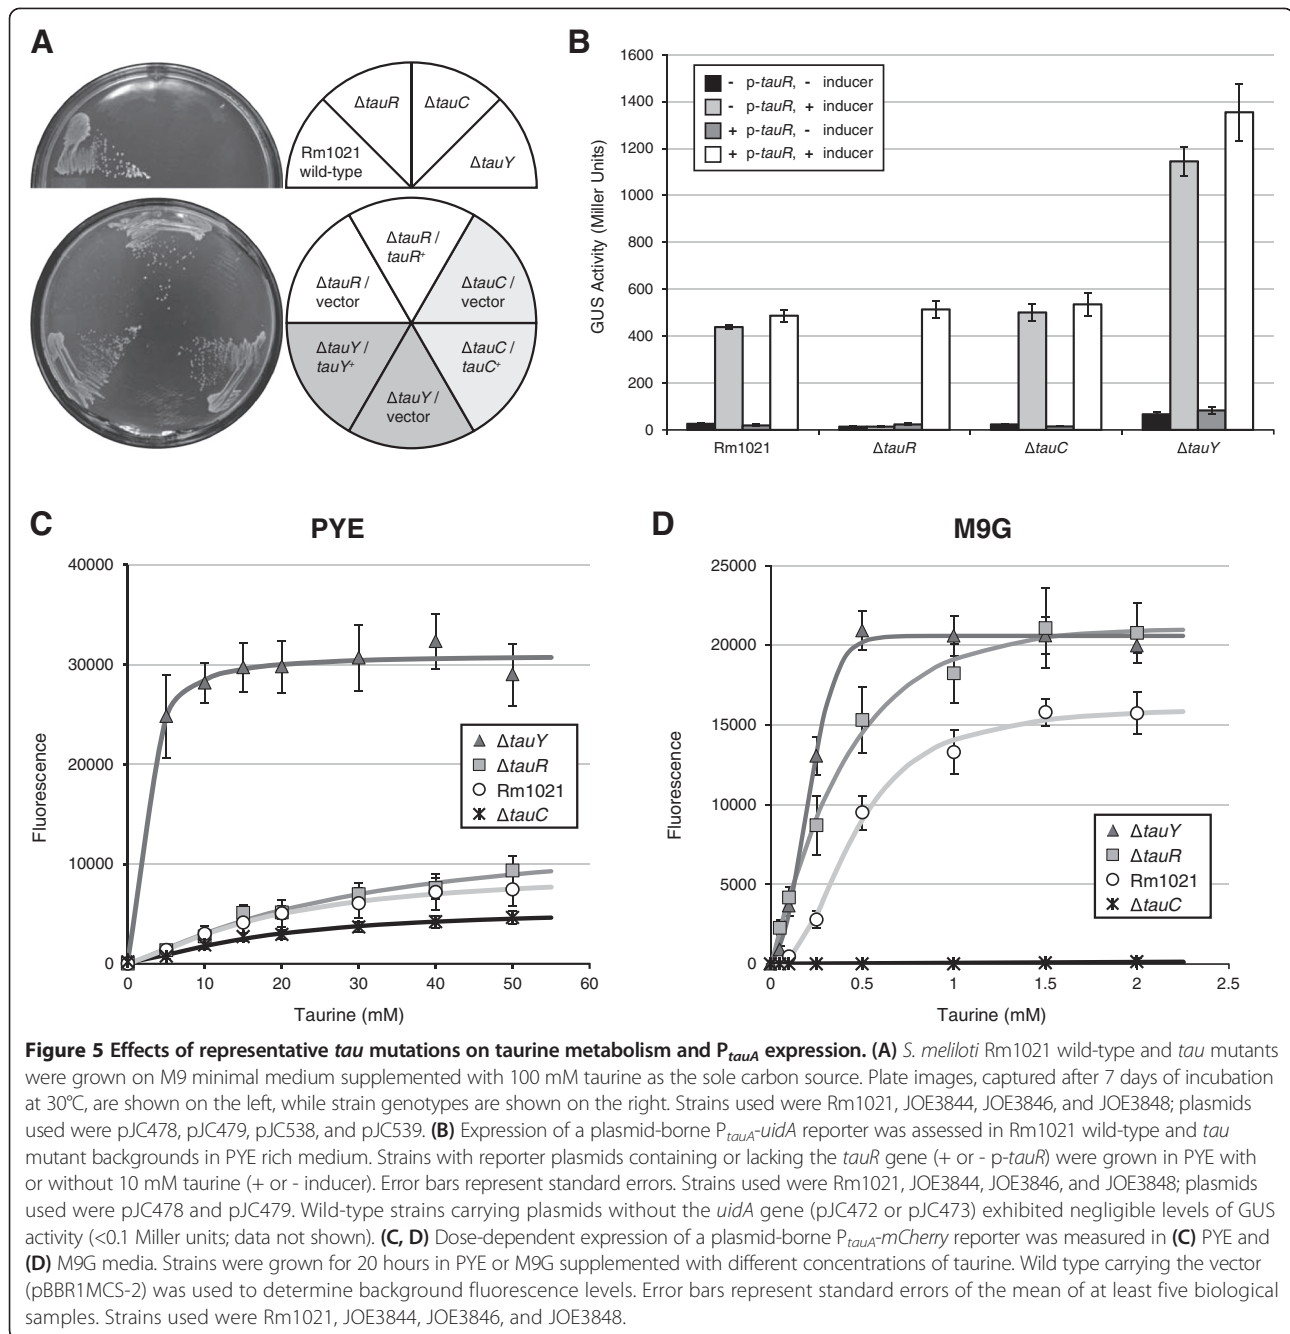 A
ΔtauR
ΔtauC
Rm1021
wild-type
ΔtauY
ΔtauR /
tauR+
ΔtauR /
vector
ΔtauC /
vector
ΔtauY /
tauY+
ΔtauC /
tauC+
ΔtauY /
vector
B
GUS Activity (Miller Units)
1600
1400
1200
1000
800
600
400
200
0
- p-tauR, - inducer
- p-tauR, + inducer
+ p-tauR, - inducer
+ p-tauR, + inducer
Rm1021
ΔtauR
ΔtauC
ΔtauY
C
PYE
Fluorescence
40000
30000
20000
10000
0
ΔtauY
ΔtauR
Rm1021
ΔtauC
0 10 20 30 40 50 60
Taurine (mM)
D
M9G
Fluorescence
25000
20000
15000
10000
5000
0
ΔtauY
ΔtauR
Rm1021
ΔtauC
0 0.5 1 1.5 2 2.5
Taurine (mM)
Figure 5 Effects of representative tau mutations on taurine metabolism and PtauA expression. (A) S. meliloti Rm1021 wild-type and tau mutants
were grown on M9 minimal medium supplemented with 100 mM taurine as the sole carbon source. Plate images, captured after 7 days of incubation
at 30°C, are shown on the left, while strain genotypes are shown on the right. Strains used were Rm1021, JOE3844, JOE3846, and JOE3848; plasmids
used were pJC478, pJC479, pJC538, and pJC539. (B) Expression of a plasmid-borne PtauA-uidA reporter was assessed in Rm1021 wild-type and tau
mutant backgrounds in PYE rich medium. Strains with reporter plasmids containing or lacking the tauR gene (+ or - p-tauR) were grown in PYE with
or without 10 mM taurine (+ or - inducer). Error bars represent standard errors. Strains used were Rm1021, JOE3844, JOE3846, and JOE3848; plasmids
used were pJC478 and pJC479. Wild-type strains carrying plasmids without the uidA gene (pJC472 or pJC473) exhibited negligible levels of GUS
activity (<0.1 Miller units; data not shown). (C, D) Dose-dependent expression of a plasmid-borne PtauA-mCherry reporter was measured in (C) PYE and
(D) M9G media. Strains were grown for 20 hours in PYE or M9G supplemented with different concentrations of taurine. Wild type carrying the vector
(pBBR1MCS-2) was used to determine background fluorescence levels. Error bars represent standard errors of the mean of at least five biological
samples. Strains used were Rm1021, JOE3844, JOE3846, and JOE3848.